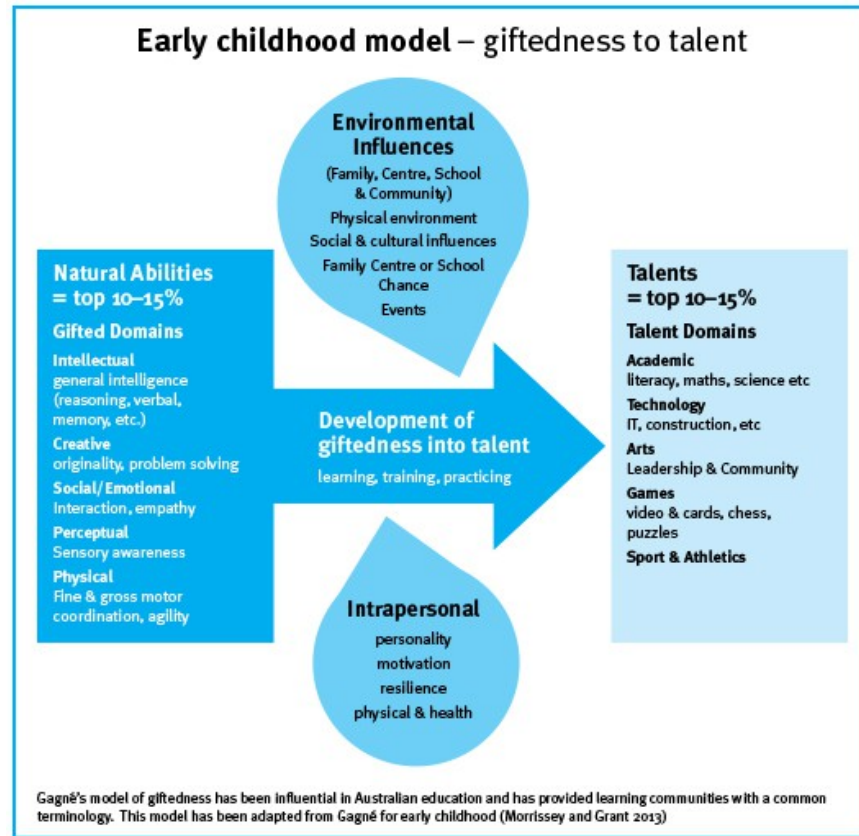 Early childhood model – giftedness to talent
Environmental
Influences
(Family, Centre, School
& Community)
Physical environment
Social & cultural influences
Family Centre or School
Chance
Events
Natural Abilities
= top 10–15%
Gifted Domains
Intellectual
general intelligence
(reasoning, verbal,
memory, etc.)
Creative
originality, problem solving
Social/Emotional
Interaction, empathy
Perceptual
Sensory awareness
Physical
Fine & gross motor
coordination, agility
Development of
giftedness into talent
learning, training, practicing
Talents
= top 10–15%
Talent Domains
Academic
literacy, maths, science etc
Technology
IT, construction, etc
Arts
Leadership & Community
Games
video & cards, chess,
puzzles
Sport & Athletics
Intrapersonal
personality
motivation
resilience
physical & health
Gagné's model of giftedness has been influential in Australian education and has provided learning communities with a common
terminology. This model has been adapted from Gagné for early childhood (Morrissey and Grant 2013)